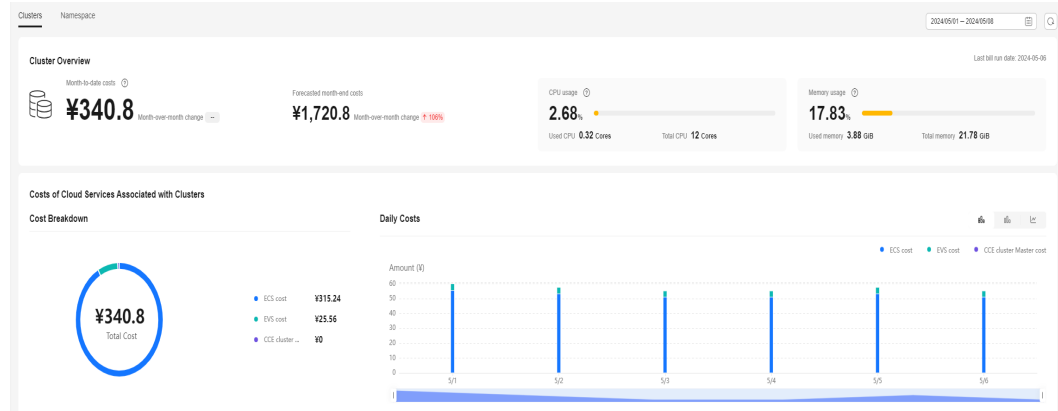 Clusters Namespace
2024/05/01 – 2024/05/08
Cluster Overview
Last bill run date: 2024-05-06
Month-to-date costs
¥340.8 Month-over-month change --
Forecasted month-end costs
¥1,720.8 Month-over-month change ↑ 106%
CPU usage
2.68%
Used CPU 0.32 Cores Total CPU 12 Cores
Memory usage
17.83%
Used memory 3.88 GiB Total memory 21.78 GiB
Costs of Cloud Services Associated with Clusters
Cost Breakdown
¥340.8
Total Cost
ECS cost ¥315.24
EVS cost ¥25.56
CCE cluster ... ¥0
Daily Costs
ECS cost EVS cost CCE cluster Master cost
Amount (¥)
60
50
40
30
20
10
0
5/1 5/2 5/3 5/4 5/5 5/6